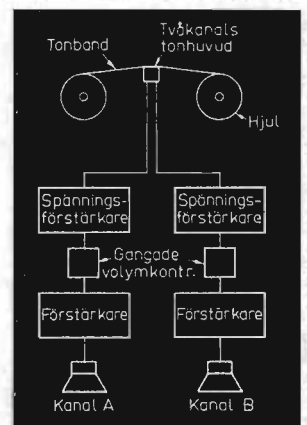 Tvåkanals
tonhuvud
Tonband
Hjul
Spännings-
förstärkare
Spännings-
förstärkare
Gangade
volymkontr.
Förstärkare
Förstärkare
Kanal A
Kanal B